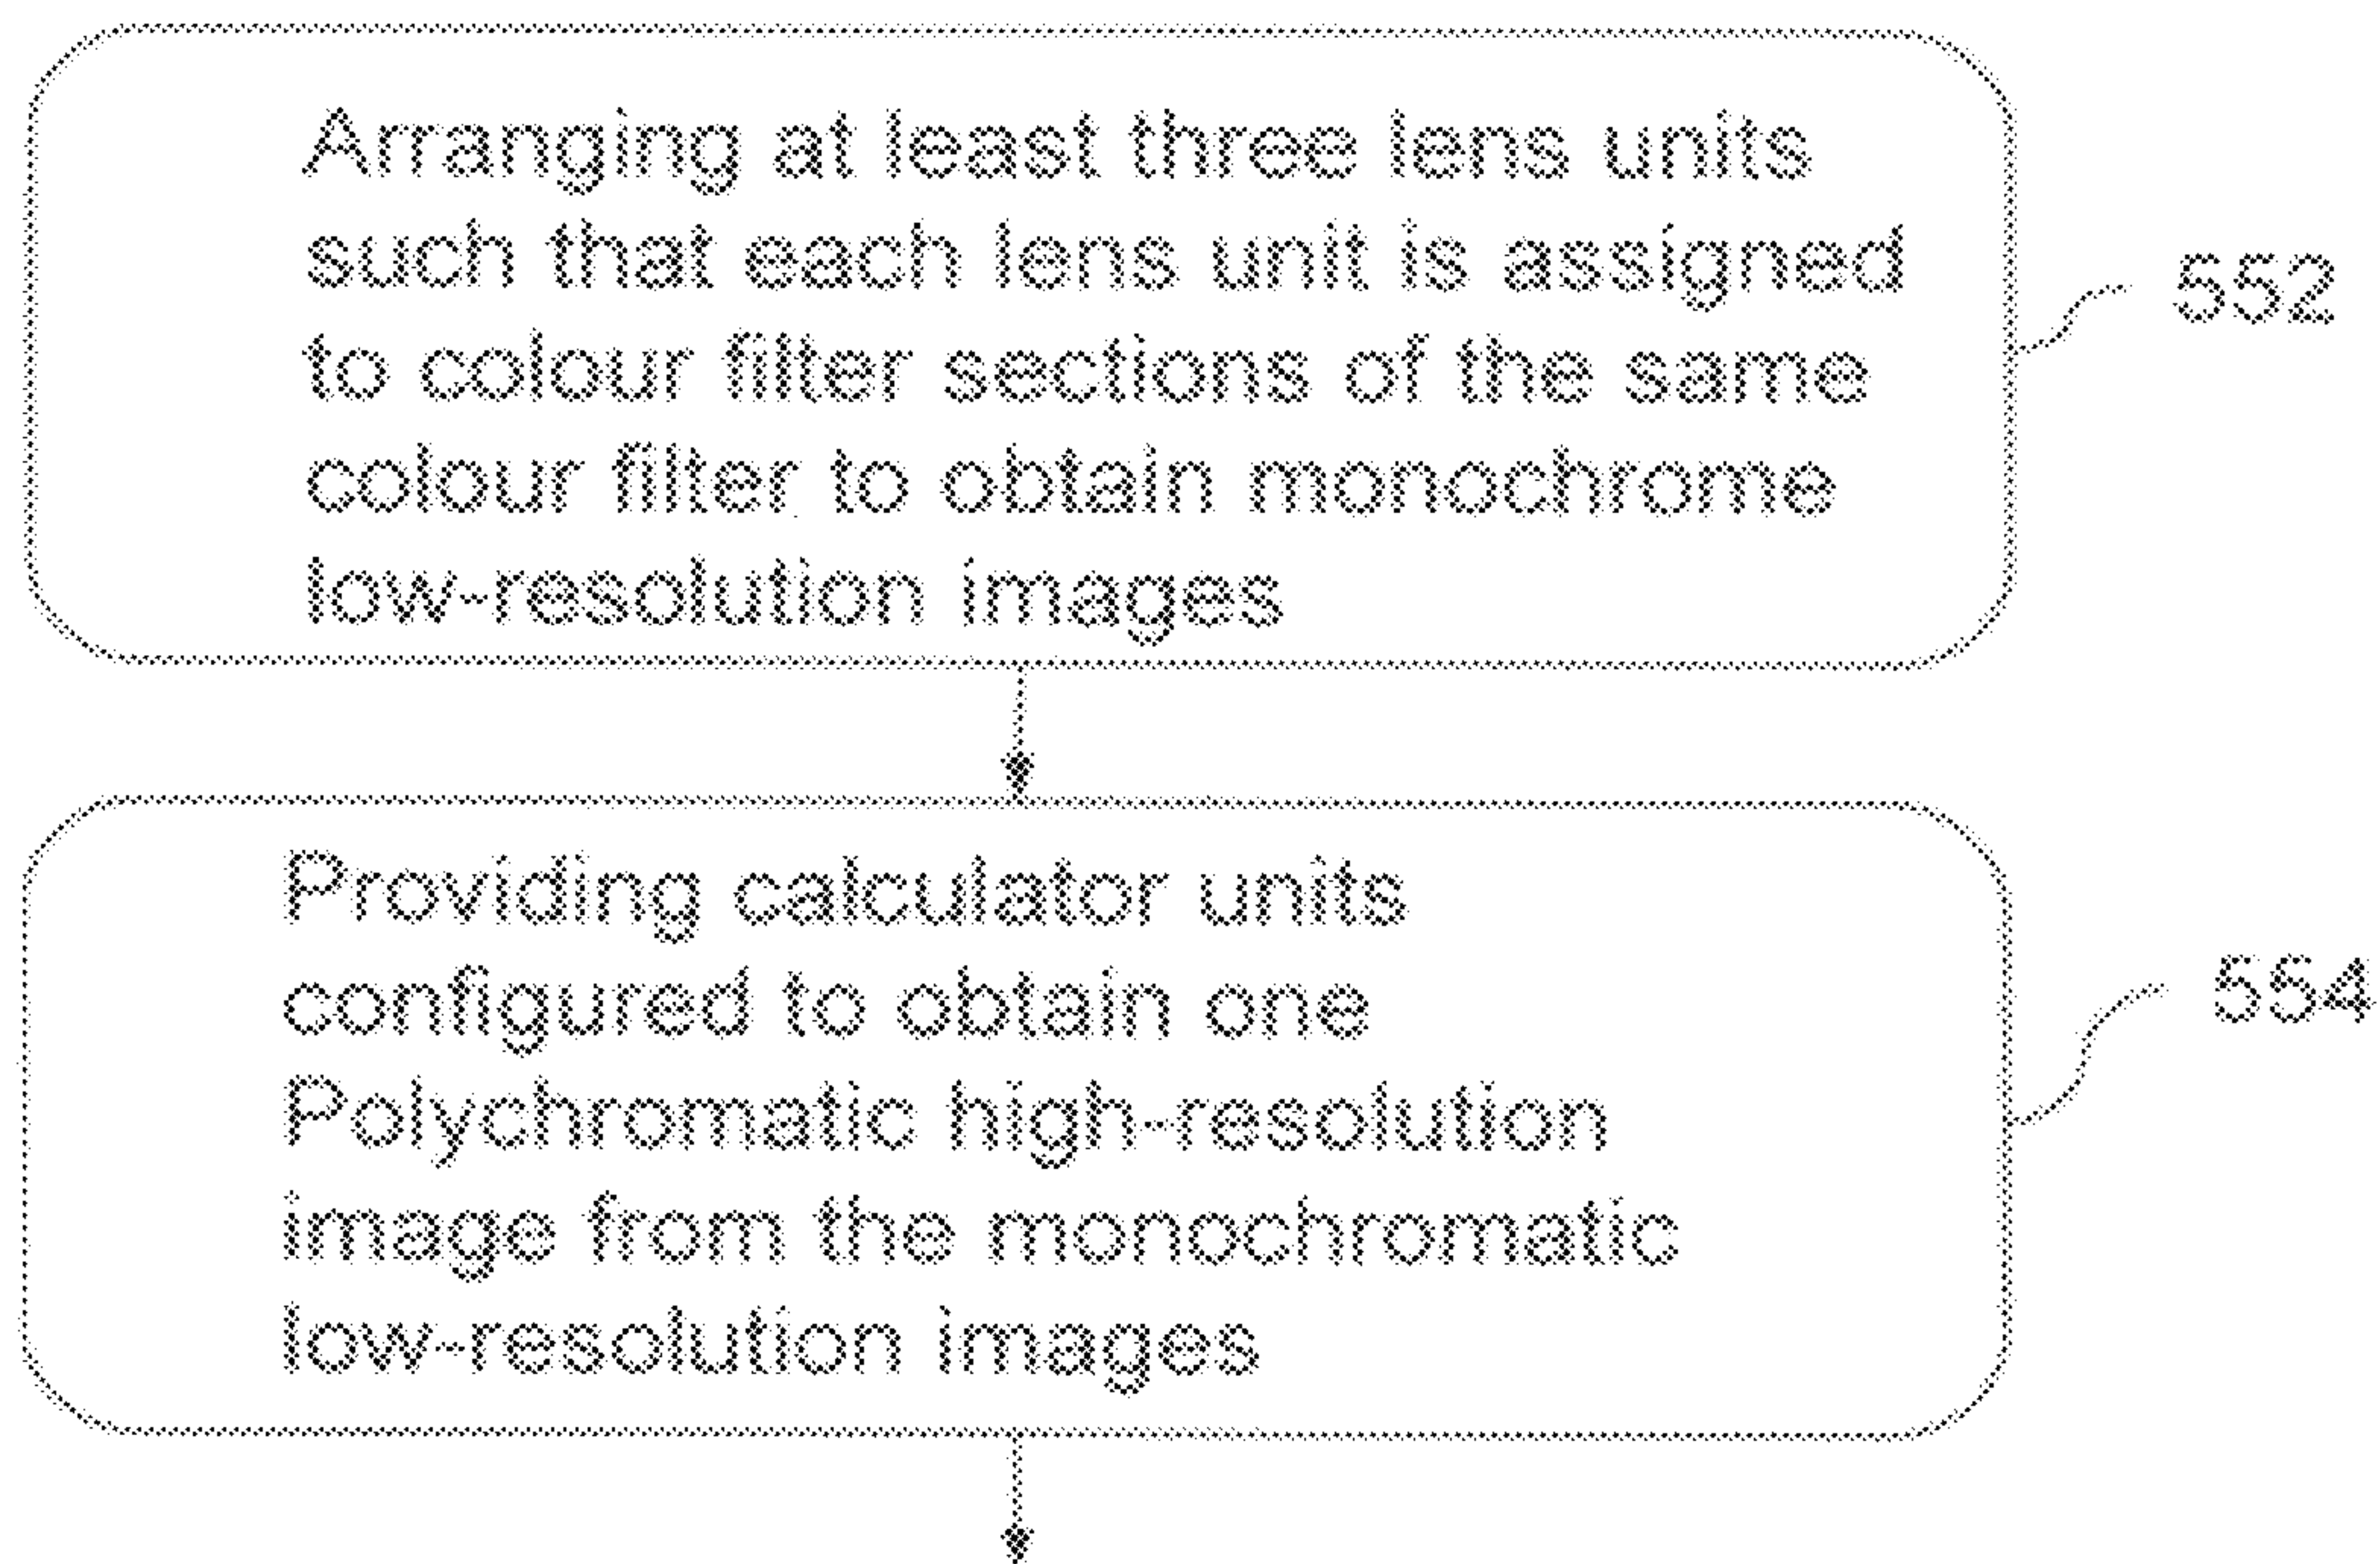 Arranging at least three lens units
such that each lens unit is assigned
to colour filter sections of the same
colour filter to obtain monochrome
low-resolution images
552
Providing calculator units
configured to obtain one
Polychromatic high-resolution
image from the monochromatic
low-resolution images
554